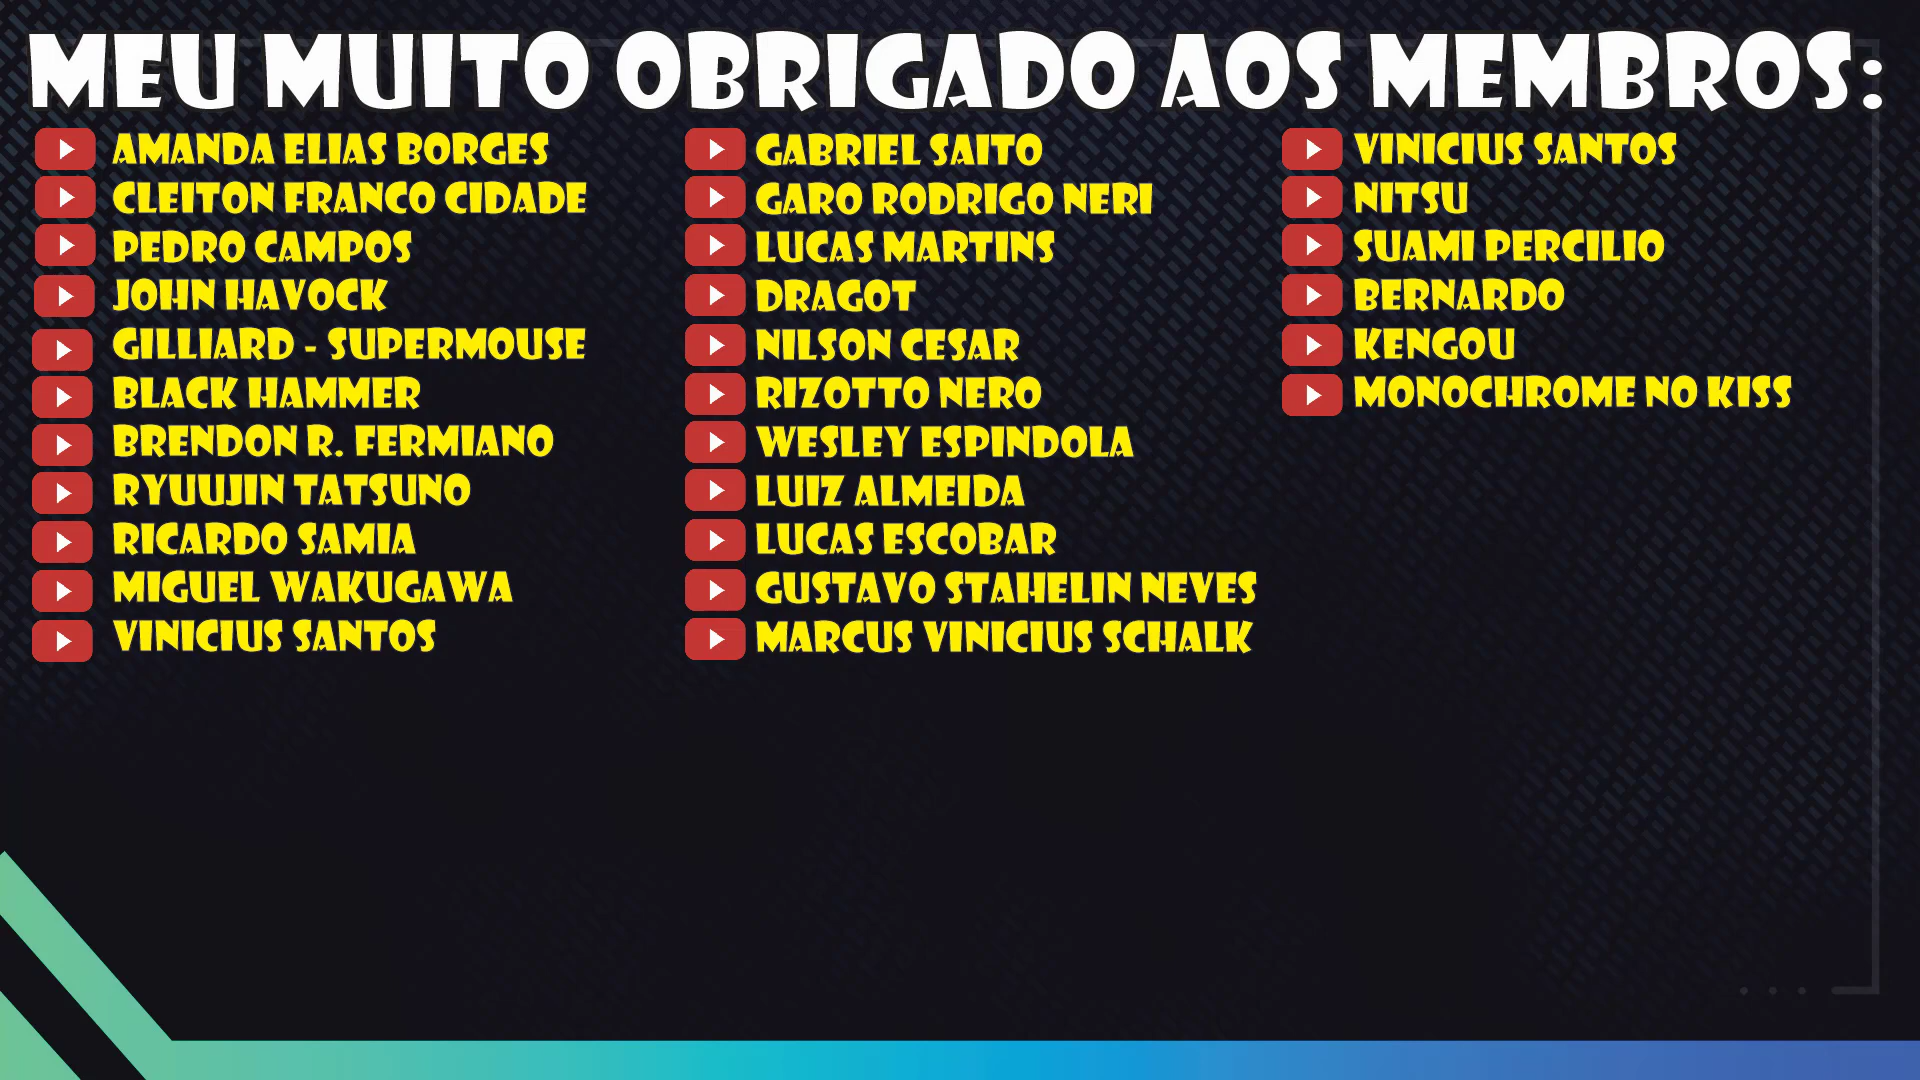 MEU MUITO OBRIGADO AOS MEMBROS:
AMANDA ELIAS BORGES
CLEITON FRANCO CIDADE
PEDRO CAMPOS
JOHN HAVOCK
GILLIARD - SUPERMOUSE
BLACK HAMMER
BRENDON R. FERMIANO
RYUUJIN TATSUNO
RICARDO SAMIA
MIGUEL WAKUGAWA
VINICIUS SANTOS
GABRIEL SAITO
GARO RODRIGO NERI
LUCAS MARTINS
DRAGOT
NILSON CESAR
RIZOTTO NERO
WESLEY ESPINDOLA
LUIZ ALMEIDA
LUCAS ESCOBAR
GUSTAVO STAHELIN NEVES
MARCUS VINICIUS SCHALK
VINICIUS SANTOS
NITSU
SUAMI PERCILIO
BERNARDO
KENGOU
MONOCHROME NO KISS